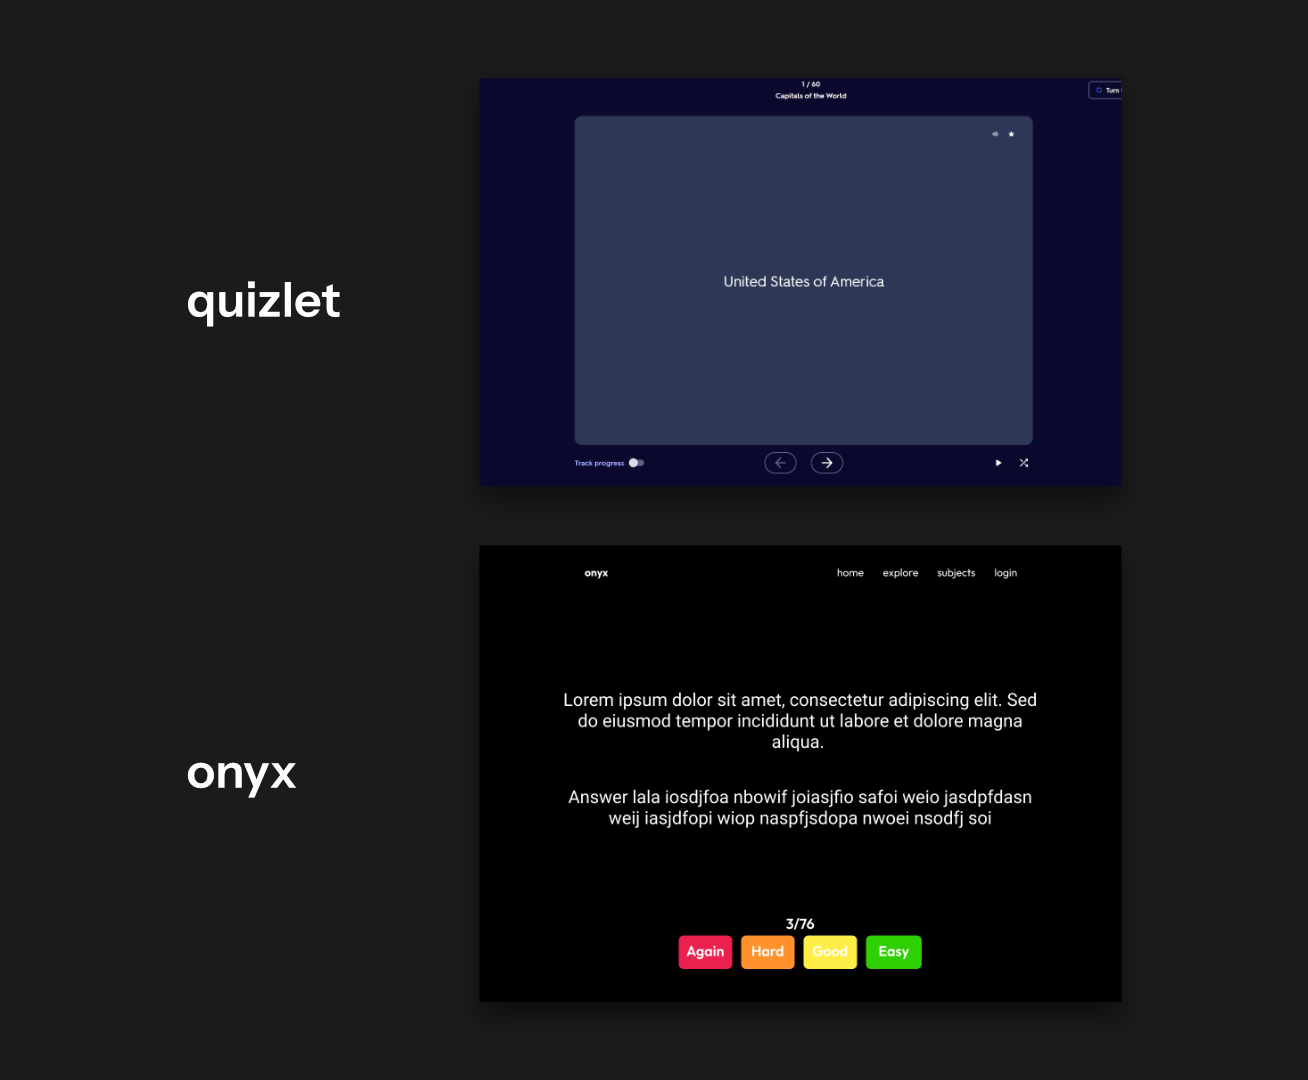 quizlet
1 / 60
Capitals of the World
Turn
United States of America
Track progress
onyx
onyx
home explore subjects login
Lorem ipsum dolor sit amet, consectetur adipiscing elit. Sed
do eiusmod tempor incididunt ut labore et dolore magna
aliqua.
Answer lala iosdjfoa nbowif joiasjfio safoi weio jasdpfdasn
weij iasjdfopi wiop naspfjsdopa nwoei nsodfj soi
3/76
Again Hard Good Easy